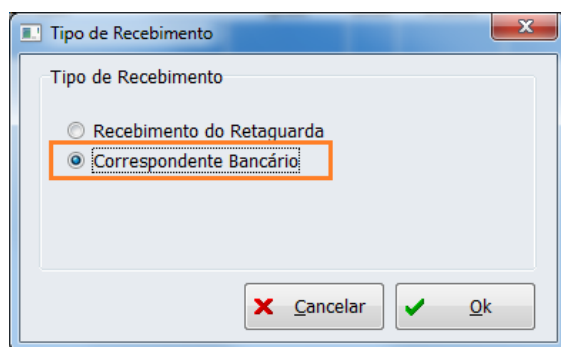 Tipo de Recebimento
Tipo de Recebimento
Recebimento do Retaguarda
Correspondente Bancário
Cancelar
Ok